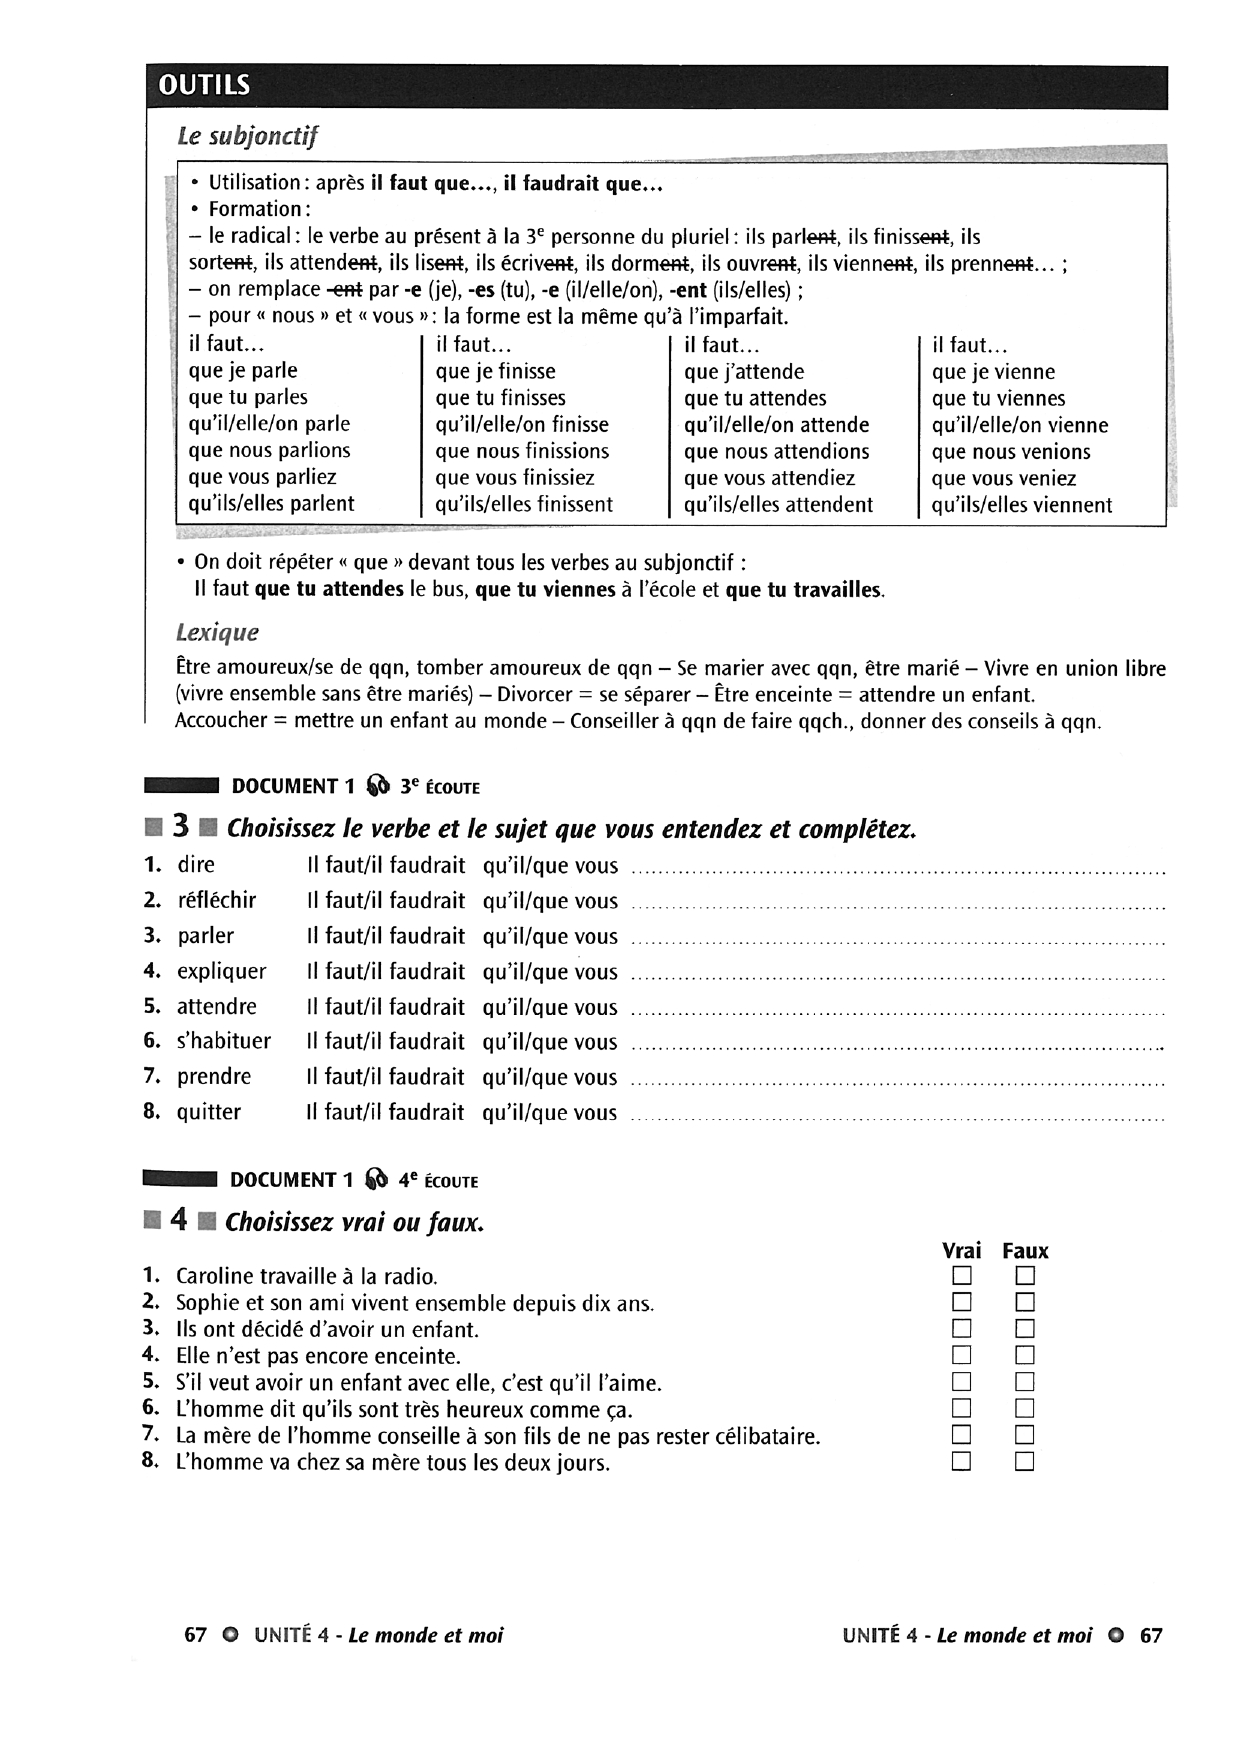 OUTILS
Le subjonctif
• Utilisation : après il faut que..., il faudrait que...
• Formation :
– le radical : le verbe au présent à la 3e personne du pluriel : ils parlent, ils finissent, ils
sortent, ils attendent, ils lisent, ils écrivent, ils dorment, ils ouvrent, ils viennent, ils prennent... ;
– on remplace -ent par -e (je), -es (tu), -e (il/elle/on), -ent (ils/elles) ;
– pour « nous » et « vous » : la forme est la même qu'à l'imparfait.
il faut... il faut... il faut... il faut...
que je parle que je finisse que j'attende que je vienne
que tu parles que tu finisses que tu attendes que tu viennes
qu'il/elle/on parle qu'il/elle/on finisse qu'il/elle/on attende qu'il/elle/on vienne
que nous parlions que nous finissions que nous attendions que nous venions
que vous parliez que vous finissiez que vous attendiez que vous veniez
qu'ils/elles parlent qu'ils/elles finissent qu'ils/elles attendent qu'ils/elles viennent
• On doit répéter « que » devant tous les verbes au subjonctif :
Il faut que tu attendes le bus, que tu viennes à l'école et que tu travailles.
Lexique
Être amoureux/se de qqn, tomber amoureux de qqn – Se marier avec qqn, être marié – Vivre en union libre
(vivre ensemble sans être mariés) – Divorcer = se séparer – Être enceinte = attendre un enfant.
Accoucher = mettre un enfant au monde – Conseiller à qqn de faire qqch., donner des conseils à qqn.
DOCUMENT 1 3e ÉCOUTE
3 Choisissez le verbe et le sujet que vous entendez et complétez.
1. dire Il faut/il faudrait qu'il/que vous ....................
2. réfléchir Il faut/il faudrait qu'il/que vous ....................
3. parler Il faut/il faudrait qu'il/que vous ....................
4. expliquer Il faut/il faudrait qu'il/que vous ....................
5. attendre Il faut/il faudrait qu'il/que vous ....................
6. s'habituer Il faut/il faudrait qu'il/que vous ....................
7. prendre Il faut/il faudrait qu'il/que vous ....................
8. quitter Il faut/il faudrait qu'il/que vous ....................
DOCUMENT 1 4e ÉCOUTE
4 Choisissez vrai ou faux.
Vrai Faux
1. Caroline travaille à la radio. ☐ ☐
2. Sophie et son ami vivent ensemble depuis dix ans. ☐ ☐
3. Ils ont décidé d'avoir un enfant. ☐ ☐
4. Elle n'est pas encore enceinte. ☐ ☐
5. S'il veut avoir un enfant avec elle, c'est qu'il l'aime. ☐ ☐
6. L'homme dit qu'ils sont très heureux comme ça. ☐ ☐
7. La mère de l'homme conseille à son fils de ne pas rester célibataire. ☐ ☐
8. L'homme va chez sa mère tous les deux jours. ☐ ☐
67 UNITÉ 4 - Le monde et moi UNITÉ 4 - Le monde et moi 67